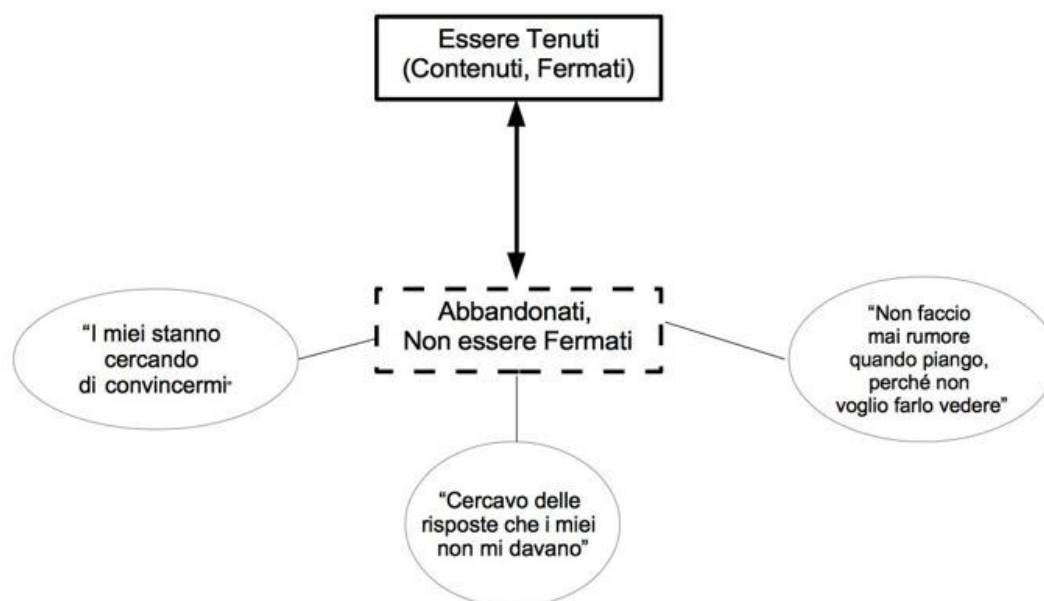 Essere Tenuti
(Contenuti, Fermati)
Abbandonati,
Non essere Fermati
“I miei stanno
cercando
di convincermi”
“Non faccio
mai rumore
quando piango,
perché non
voglio farlo vedere”
“Cercavo delle
risposte che i miei
non mi davano”